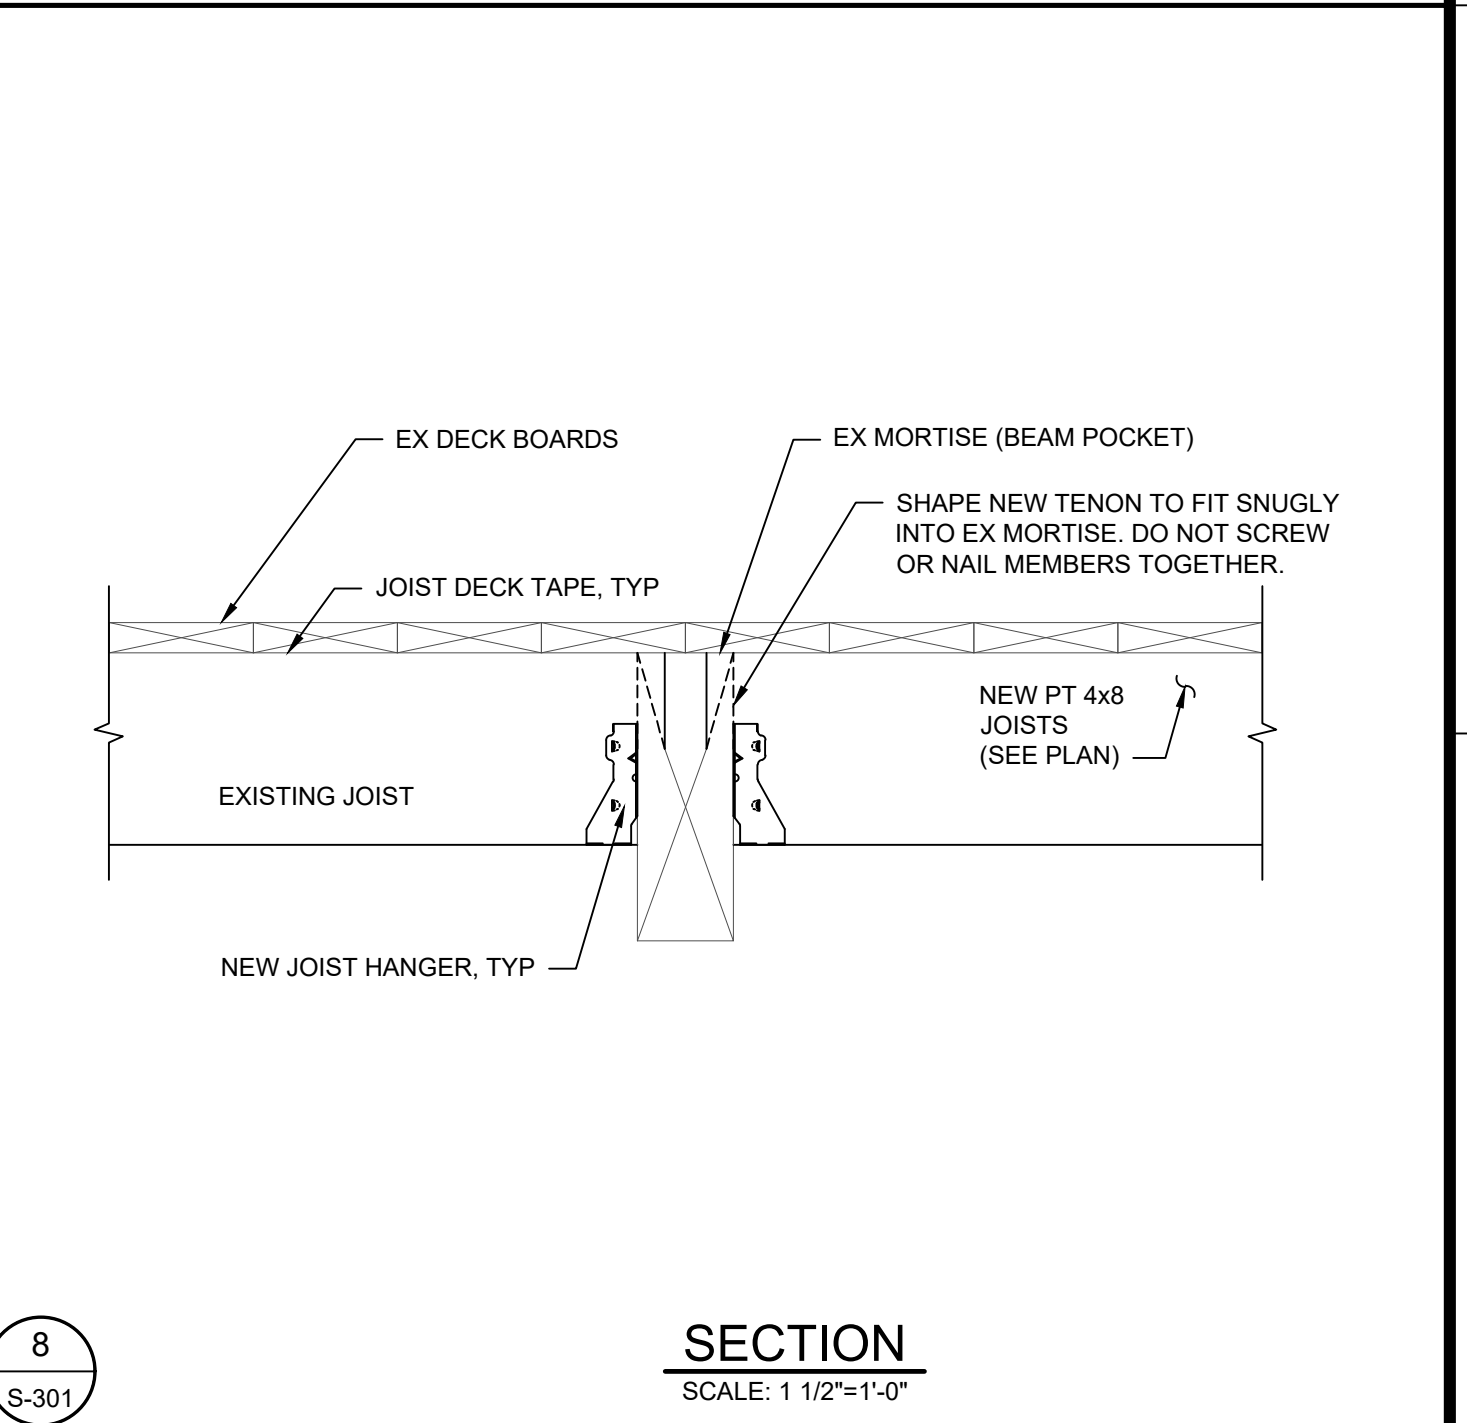 EX DECK BOARDS
EX MORTISE (BEAM POCKET)
SHAPE NEW TENON TO FIT SNUGLY
INTO EX MORTISE. DO NOT SCREW
OR NAIL MEMBERS TOGETHER.
JOIST DECK TAPE, TYP
NEW PT 4x8
JOISTS
(SEE PLAN)
EXISTING JOIST
NEW JOIST HANGER, TYP
8
S-301
SECTION
SCALE: 1 1/2"=1'-0"